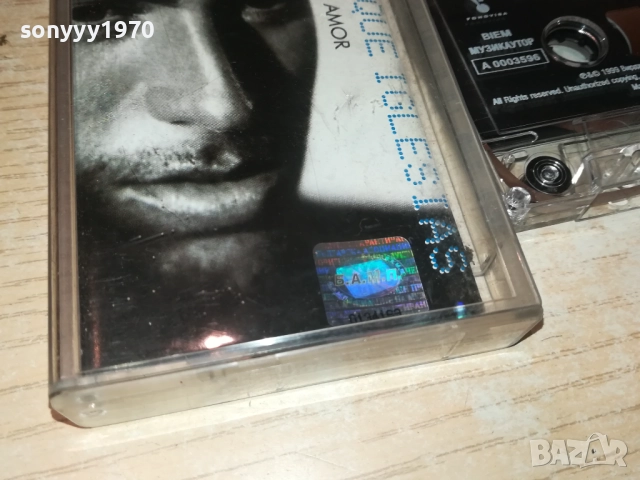 sonyyy1970
QUE IGLESIAS
AMOR
BIEM
МУЗИКАУТОР
A 0003596
All Rights reserved. Unauthorized copying,
BAZAR